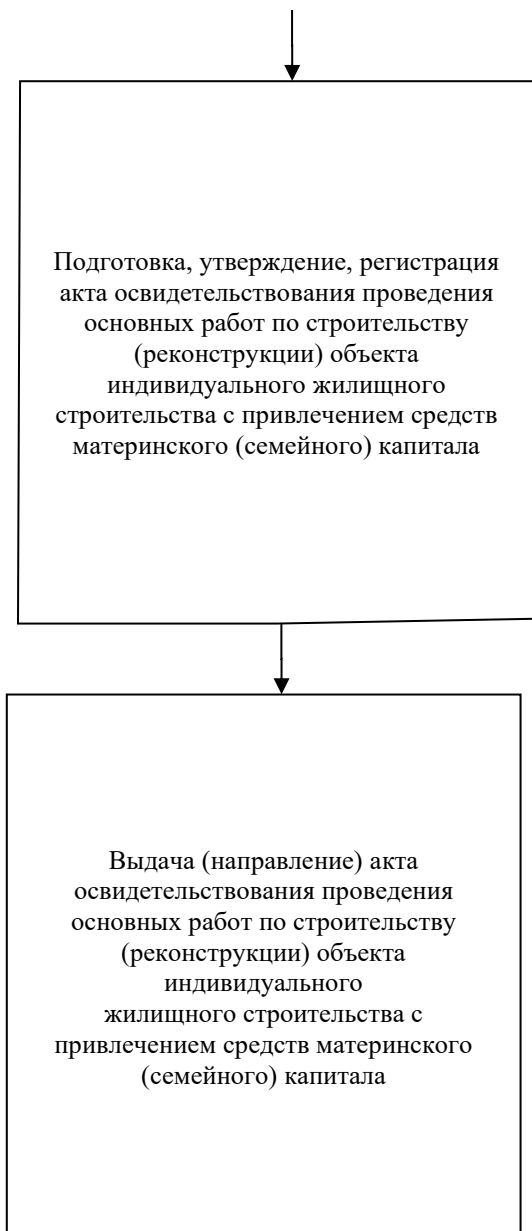 Подготовка, утверждение, регистрация
акта освидетельствования проведения
основных работ по строительству
(реконструкции) объекта
индивидуального жилищного
строительства с привлечением средств
материнского (семейного) капитала
Выдача (направление) акта
освидетельствования проведения
основных работ по строительству
(реконструкции) объекта
индивидуального
жилищного строительства с
привлечением средств материнского
(семейного) капитала